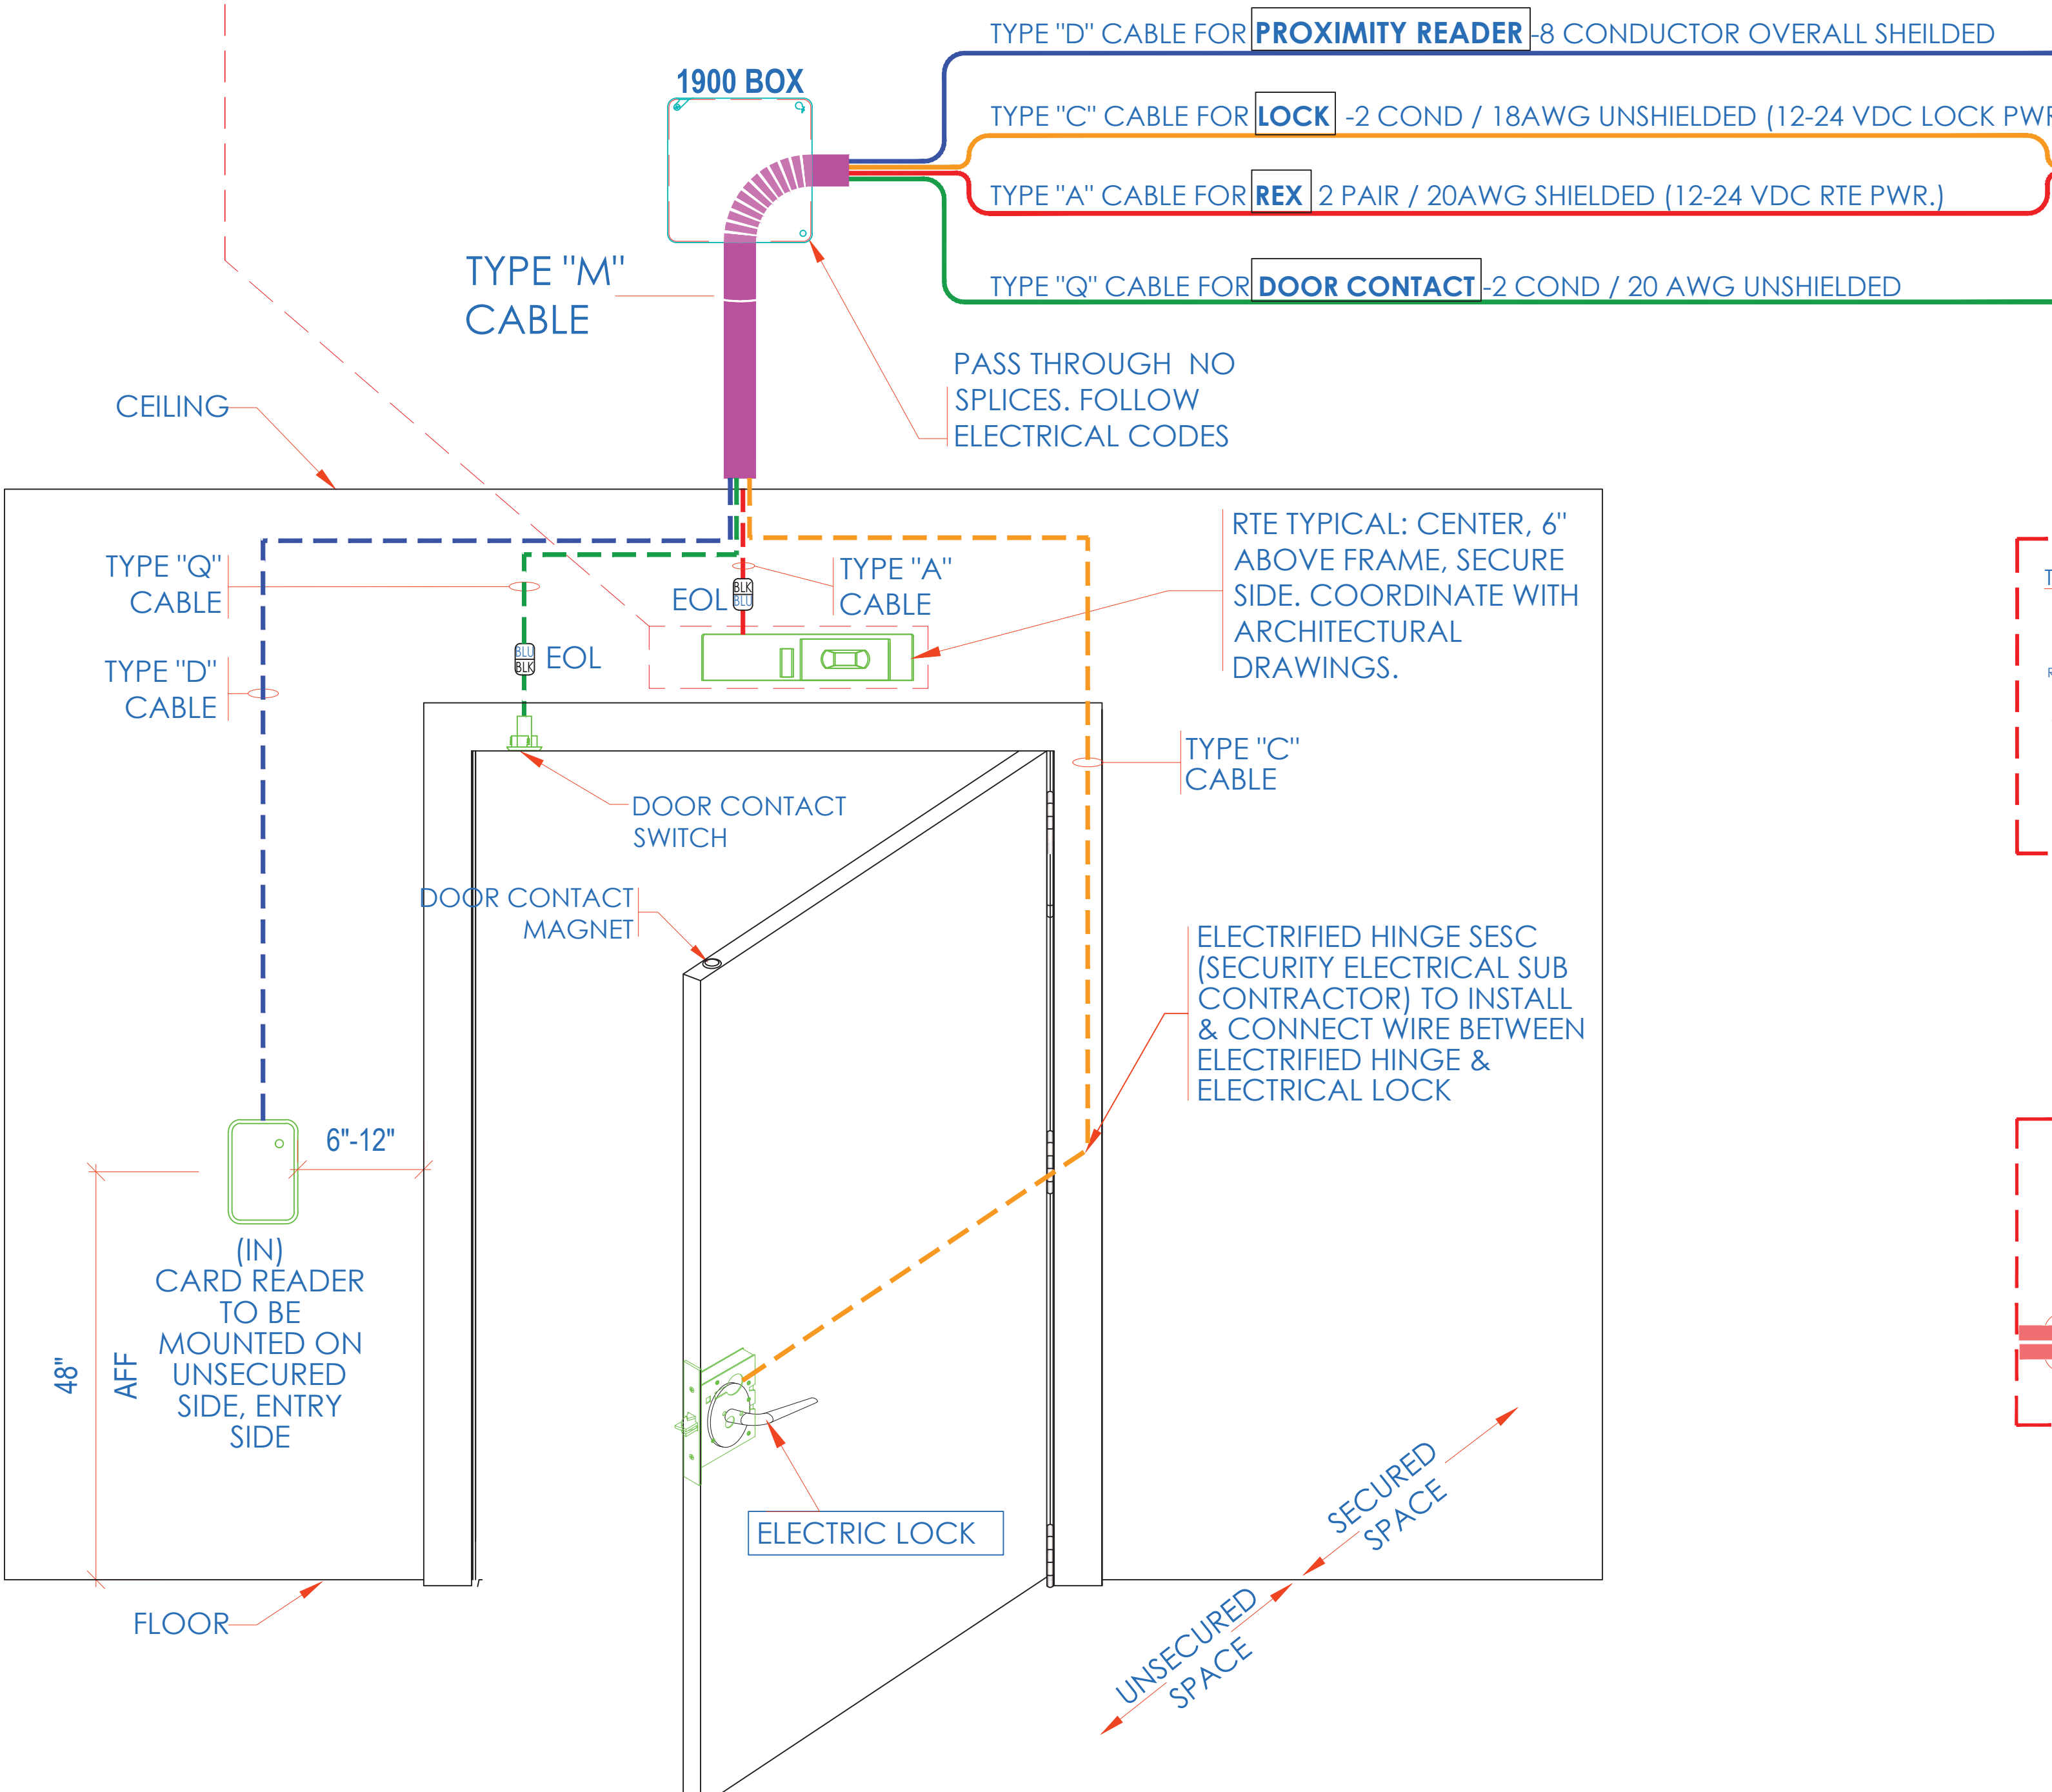 TYPE "D" CABLE FOR PROXIMITY READER -8 CONDUCTOR OVERALL SHEILDED
1900 BOX
TYPE "C" CABLE FOR LOCK -2 COND / 18AWG UNSHIELDED (12-24 VDC LOCK PWR
TYPE "A" CABLE FOR REX 2 PAIR / 20AWG SHIELDED (12-24 VDC RTE PWR.)
TYPE "M"
CABLE
TYPE "Q" CABLE FOR DOOR CONTACT -2 COND / 20 AWG UNSHIELDED
PASS THROUGH NO
SPLICES. FOLLOW
ELECTRICAL CODES
CEILING
RTE TYPICAL: CENTER, 6"
ABOVE FRAME, SECURE
SIDE. COORDINATE WITH
ARCHITECTURAL
DRAWINGS.
TYPE "Q"
CABLE
TYPE "A"
CABLE
EOL
BLK
BLU
BLU
BLK
EOL
TYPE "D"
CABLE
TYPE "C"
CABLE
DOOR CONTACT
SWITCH
DOOR CONTACT
MAGNET
ELECTRIFIED HINGE SESC
(SECURITY ELECTRICAL SUB
CONTRACTOR) TO INSTALL
& CONNECT WIRE BETWEEN
ELECTRIFIED HINGE &
ELECTRICAL LOCK
6"-12"
(IN)
CARD READER
TO BE
MOUNTED ON
UNSECURED
SIDE, ENTRY
SIDE
48"
AFF
ELECTRIC LOCK
SECURED
SPACE
UNSECURED
SPACE
FLOOR